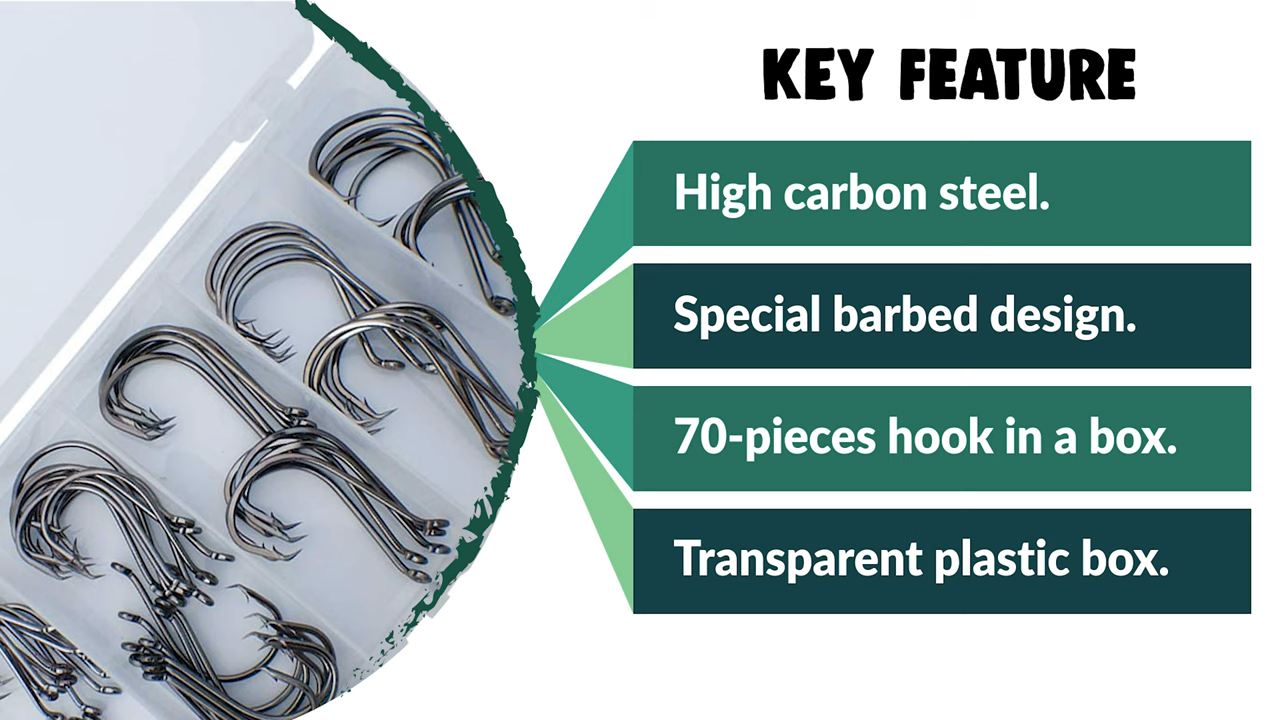 KEY FEATURE
High carbon steel.
Special barbed design.
70-pieces hook in a box.
Transparent plastic box.